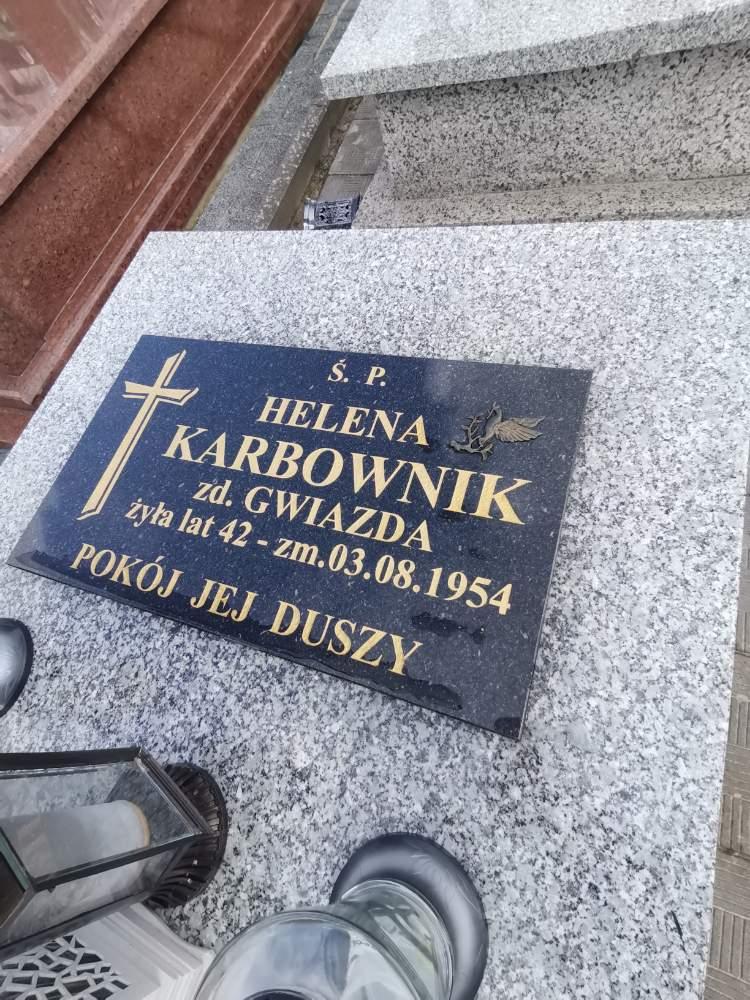 Ś. P.
HELENA
KARBOWNIK
zd. GWIAZDA
żyła lat 42 - zm.03.08.1954
POKÓJ JEJ DUSZY